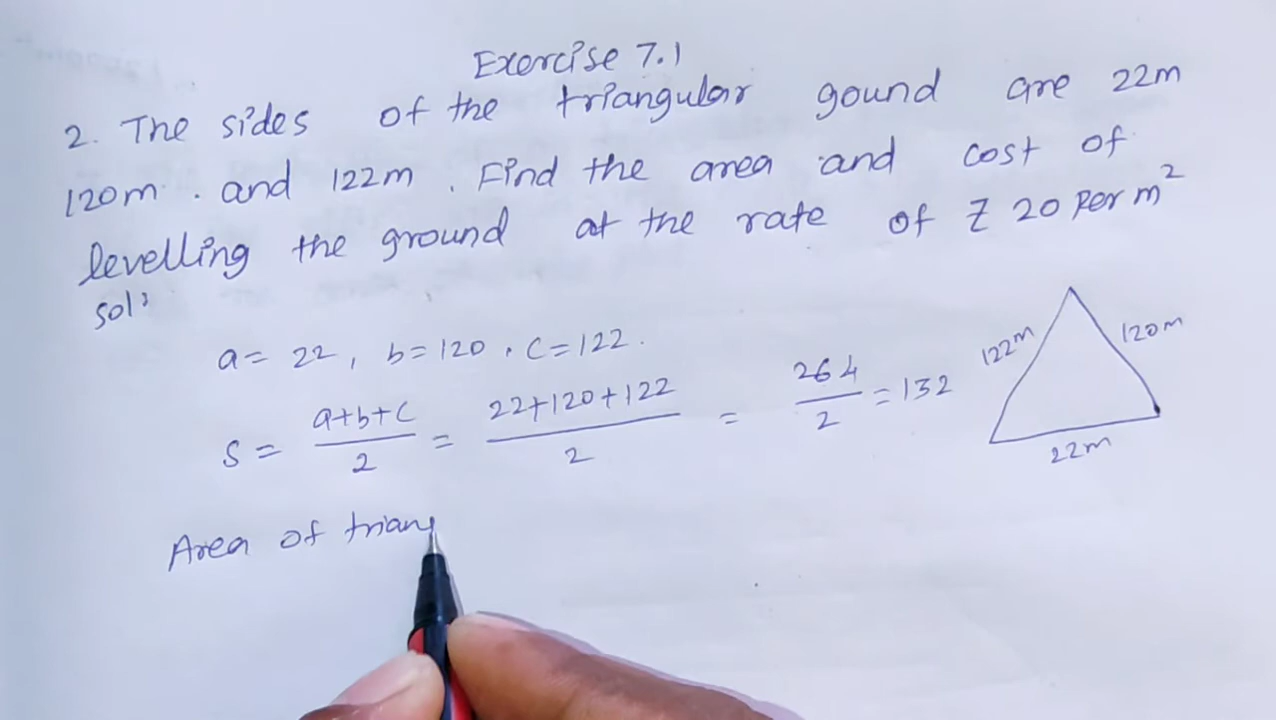 Exercise 7.1
2. The sides of the triangular gound are 22m
120m . and 122m . Find the area and cost of
levelling the ground at the rate of ₹ 20 per m²
Sol:
a = 22, b = 120, c = 122.
S = a+b+c/2 = 22+120+122/2 = 264/2 = 132
122m
120m
22m
Area of triang